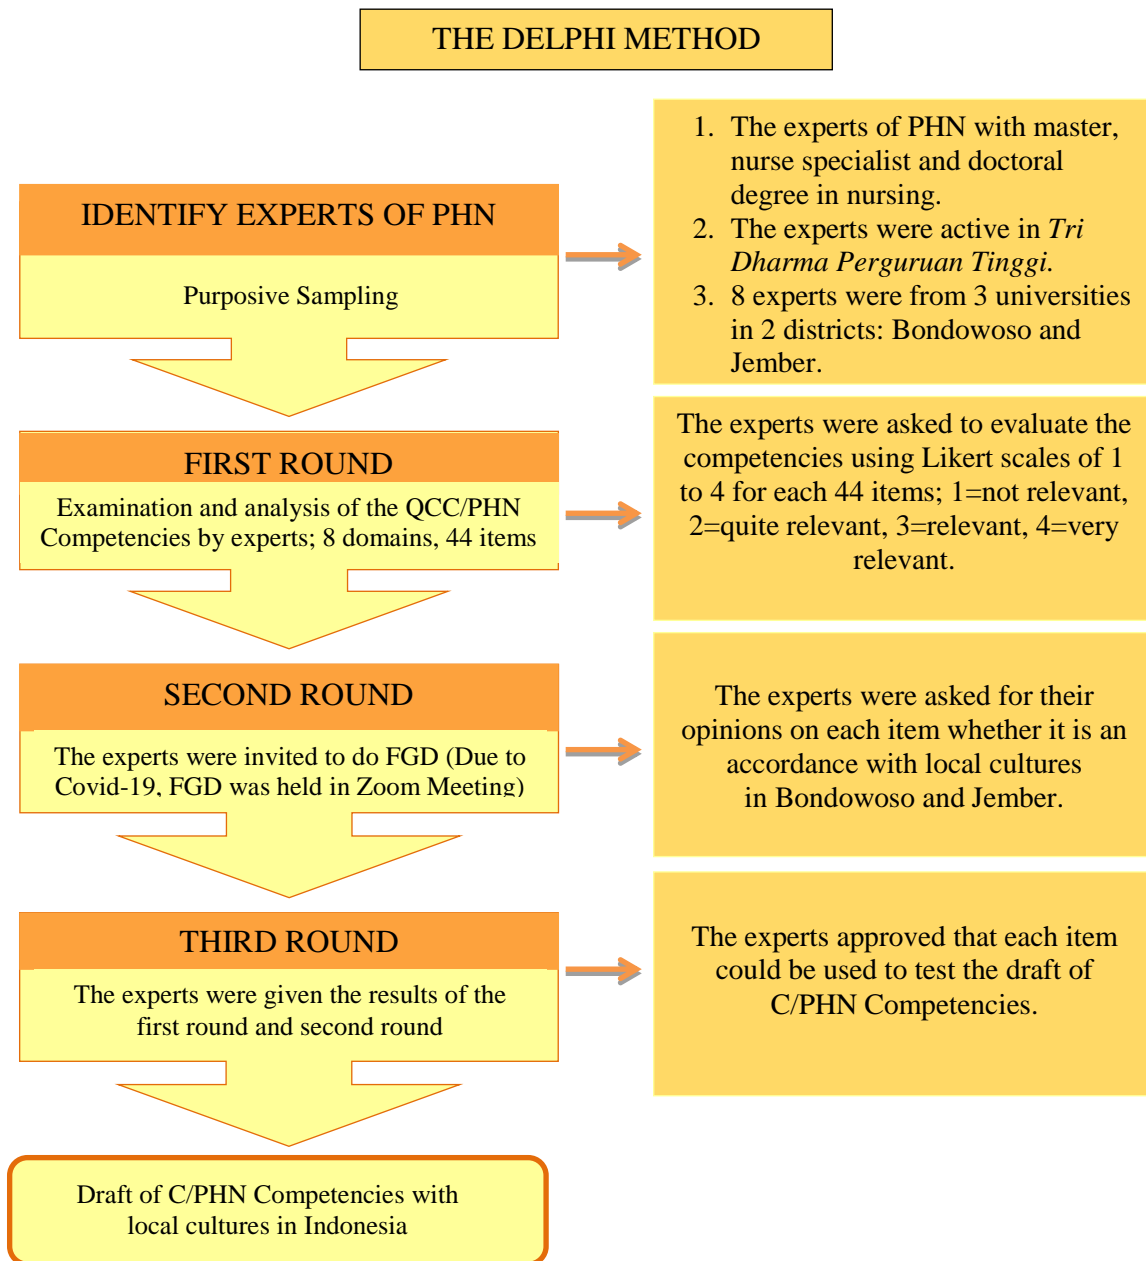 THE DELPHI METHOD
IDENTIFY EXPERTS OF PHN
Purposive Sampling
1. The experts of PHN with master,
nurse specialist and doctoral
degree in nursing.
2. The experts were active in Tri
Dharma Perguruan Tinggi.
3. 8 experts were from 3 universities
in 2 districts: Bondowoso and
Jember.
FIRST ROUND
Examination and analysis of the QCC/PHN
Competencies by experts; 8 domains, 44 items
The experts were asked to evaluate the
competencies using Likert scales of 1
to 4 for each 44 items; 1=not relevant,
2=quite relevant, 3=relevant, 4=very
relevant.
SECOND ROUND
The experts were invited to do FGD (Due to
Covid-19, FGD was held in Zoom Meeting)
The experts were asked for their
opinions on each item whether it is an
accordance with local cultures
in Bondowoso and Jember.
THIRD ROUND
The experts were given the results of the
first round and second round
The experts approved that each item
could be used to test the draft of
C/PHN Competencies.
Draft of C/PHN Competencies with
local cultures in Indonesia